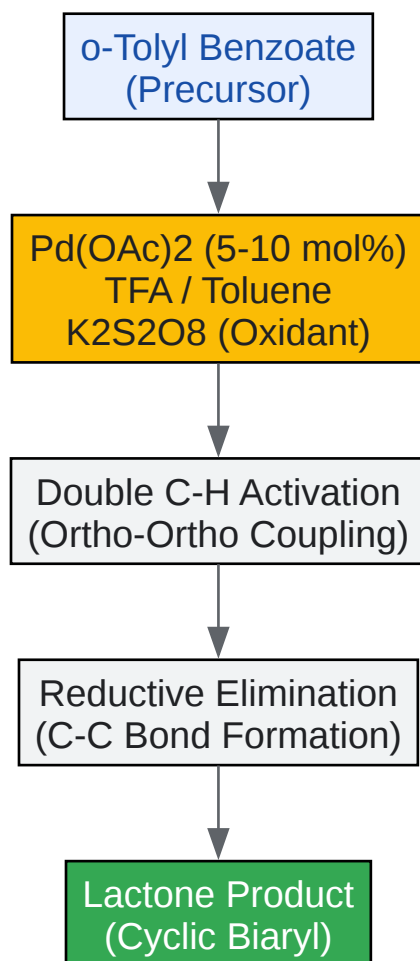 o-Tolyl Benzoate
(Precursor)
Pd(OAc)2 (5-10 mol%)
TFA / Toluene
K2S2O8 (Oxidant)
Double C-H Activation
(Ortho-Ortho Coupling)
Reductive Elimination
(C-C Bond Formation)
Lactone Product
(Cyclic Biaryl)